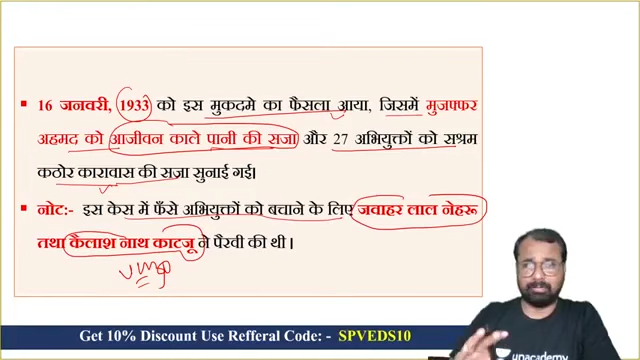 ▪ 16 जनवरी, 1933 को इस मुकदमे का फैसला आया, जिसमें मुजफ्फर
अहमद को आजीवन काले पानी की सजा और 27 अभियुक्तों को सश्रम
कठोर कारावास की सजा सुनाई गई।
▪ नोट:- इस केस में फँसे अभियुक्तों को बचाने के लिए जवाहर लाल नेहरू
तथा कैलाश नाथ काटजू ने पैरवी की थी।
unacademy
Get 10% Discount Use Refferal Code: - SPVEDS10